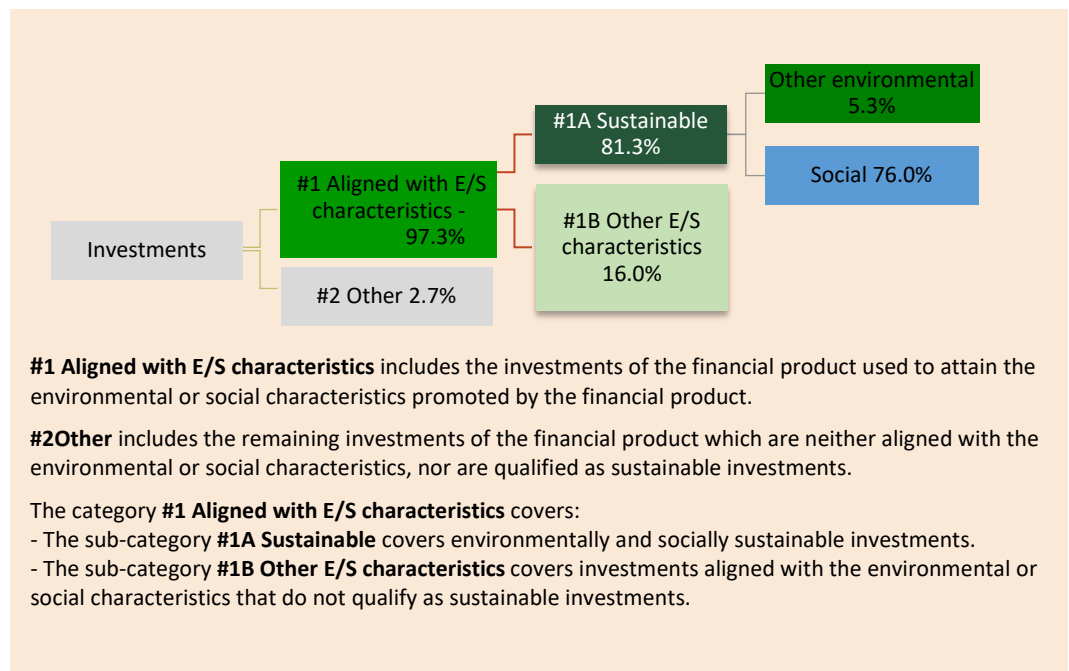 Other environmental
5.3%
#1A Sustainable
81.3%
Social 76.0%
#1 Aligned with E/S
characteristics -
97.3%
#1B Other E/S
characteristics
16.0%
Investments
#2 Other 2.7%
#1 Aligned with E/S characteristics includes the investments of the financial product used to attain the
environmental or social characteristics promoted by the financial product.
#2Other includes the remaining investments of the financial product which are neither aligned with the
environmental or social characteristics, nor are qualified as sustainable investments.
The category #1 Aligned with E/S characteristics covers:
- The sub-category #1A Sustainable covers environmentally and socially sustainable investments.
- The sub-category #1B Other E/S characteristics covers investments aligned with the environmental or
social characteristics that do not qualify as sustainable investments.